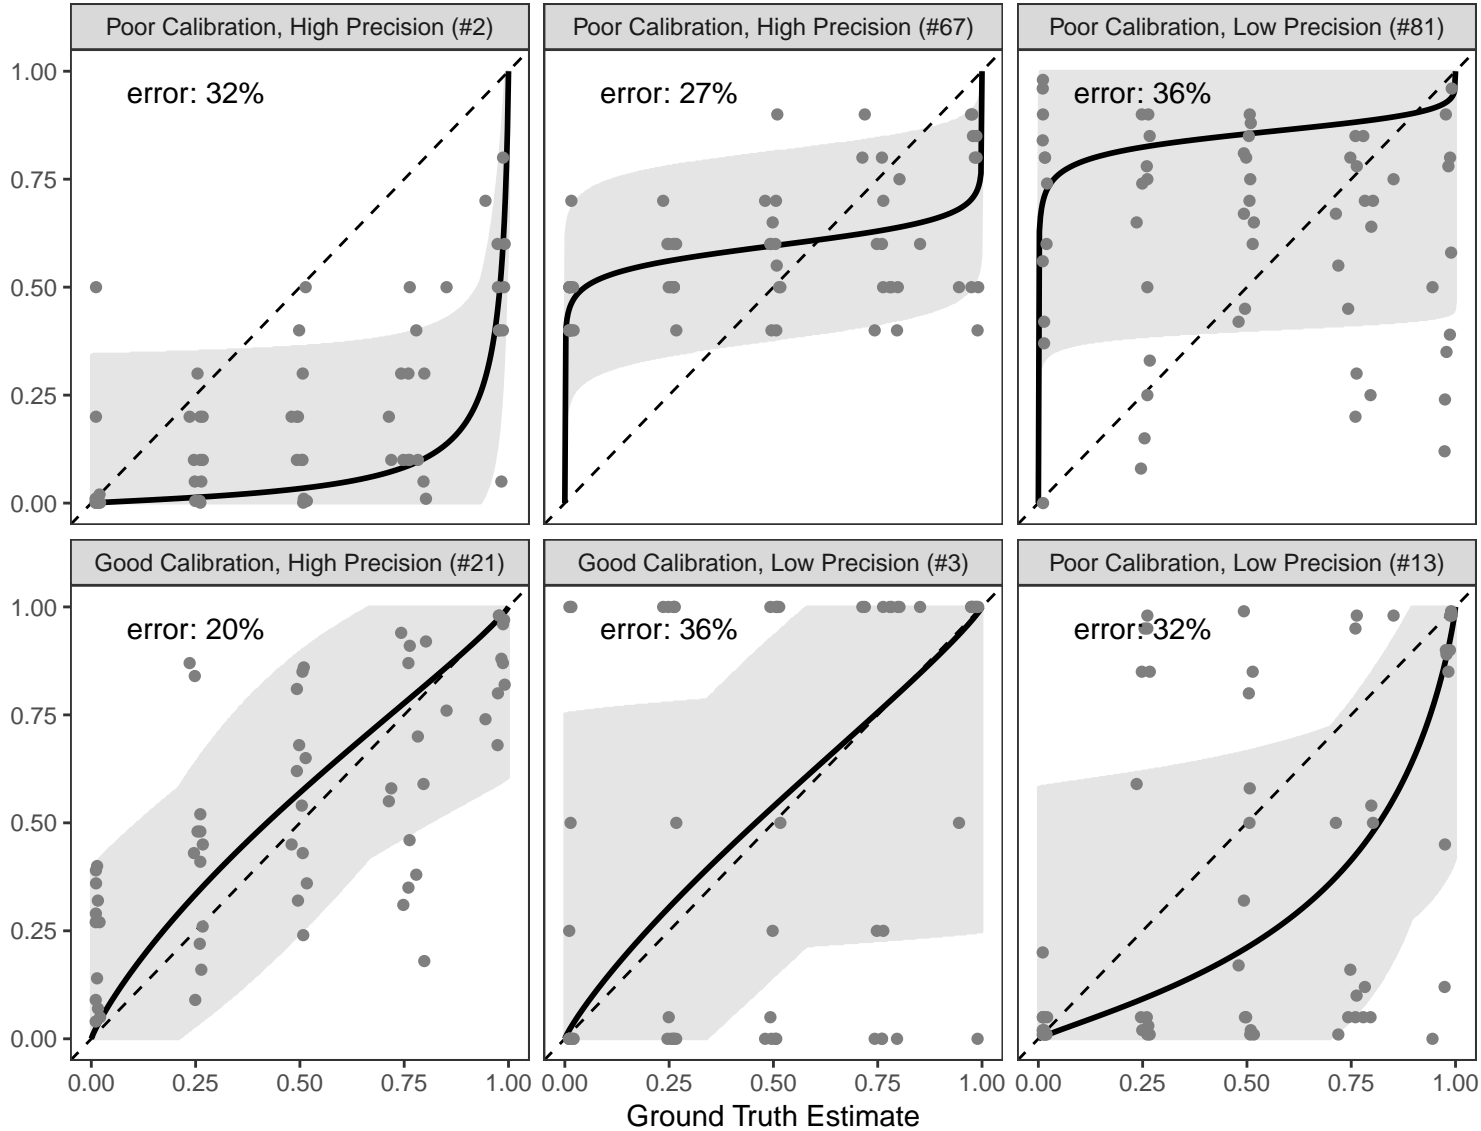 Poor Calibration, High Precision (#2)
Poor Calibration, High Precision (#67)
Poor Calibration, Low Precision (#81)
error: 32%
error: 27%
error: 36%
1.00
0.75
0.50
0.25
0.00
Good Calibration, High Precision (#21)
Good Calibration, Low Precision (#3)
Poor Calibration, Low Precision (#13)
error: 20%
error: 36%
error: 32%
1.00
0.75
0.50
0.25
0.00
0.00 0.25 0.50 0.75 1.00
0.00 0.25 0.50 0.75 1.00
0.00 0.25 0.50 0.75 1.00
Ground Truth Estimate